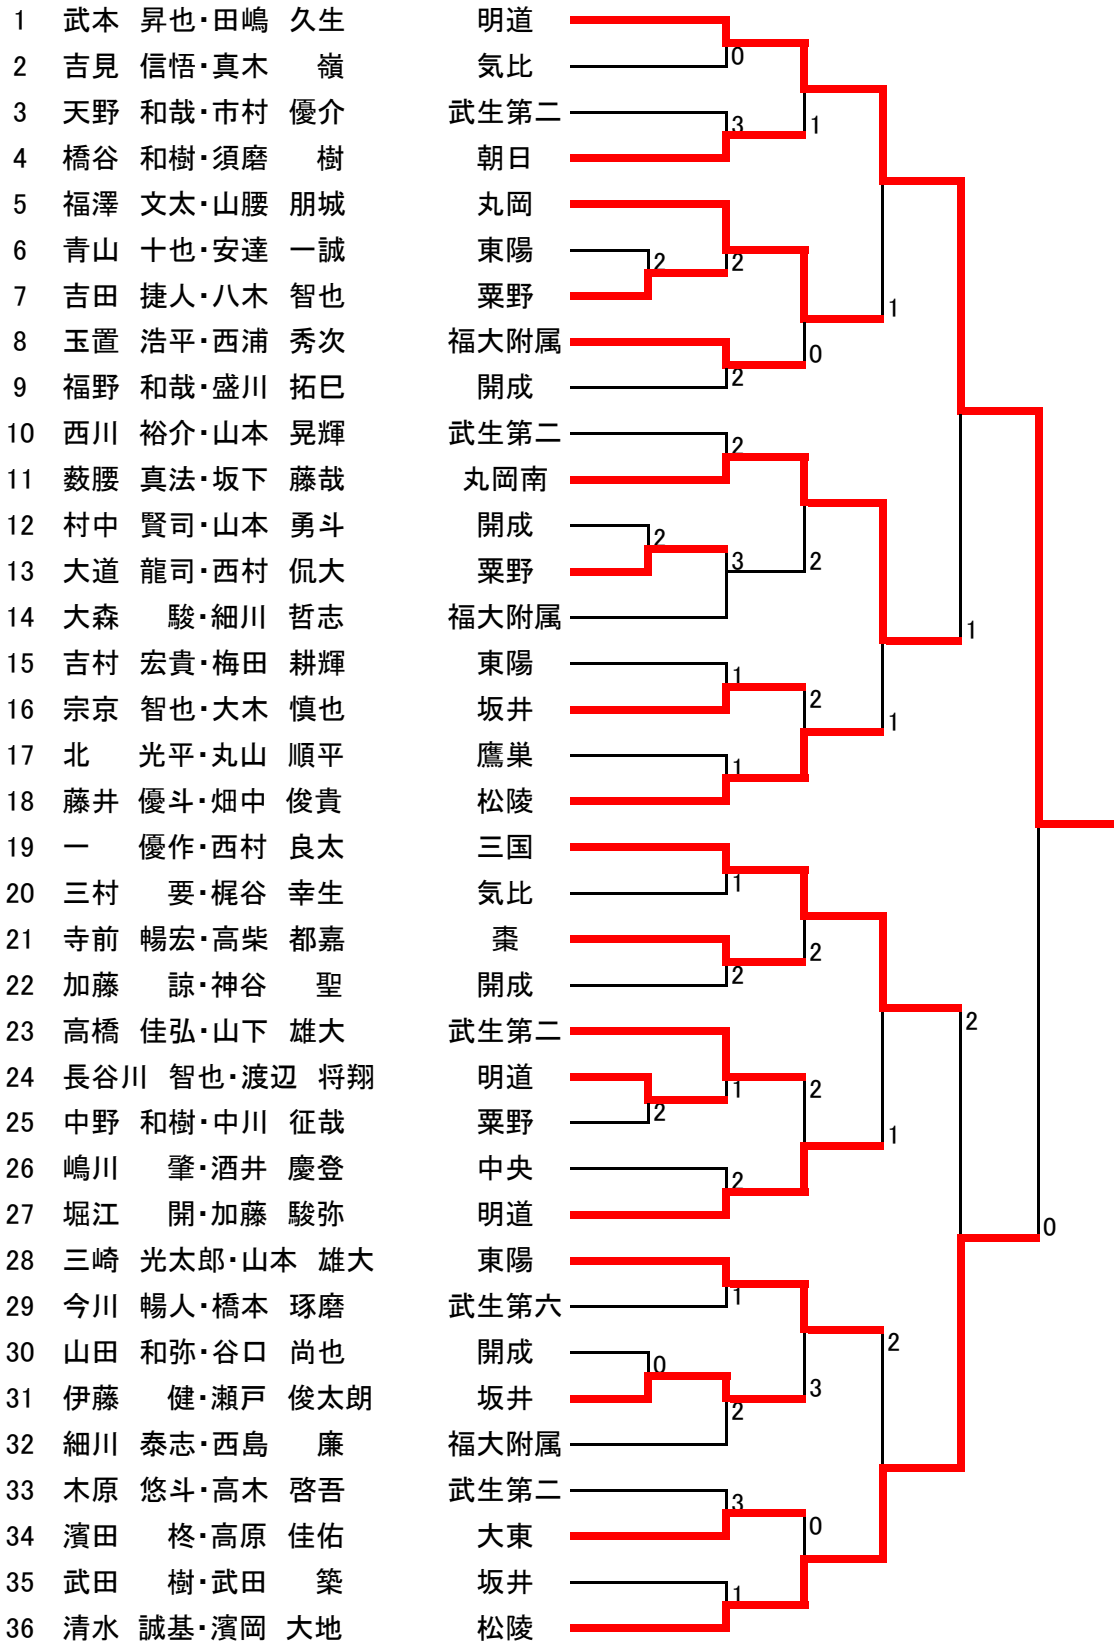 1 武本 昇也・田嶋 久生 明道
0
2 吉見 信悟・真木 嶺 気比
3 天野 和哉・市村 優介 武生第二
3 1
4 橋谷 和樹・須磨 樹 朝日
5 福澤 文太・山腰 朋城 丸岡
6 青山 十也・安達 一誠 東陽
2 2
7 吉田 捷人・八木 智也 粟野
1
8 玉置 浩平・西浦 秀次 福大附属
0
2
9 福野 和哉・盛川 拓巳 開成
10 西川 裕介・山本 晃輝 武生第二
2
11 薮腰 真法・坂下 藤哉 丸岡南
12 村中 賢司・山本 勇斗 開成
2
3 2
13 大道 龍司・西村 侃大 粟野
14 大森 駿・細川 哲志 福大附属
1
15 吉村 宏貴・梅田 耕輝 東陽
1
2
16 宗京 智也・大木 慎也 坂井
1
17 北 光平・丸山 順平 鷹巣
1
18 藤井 優斗・畑中 俊貴 松陵
19 一 優作・西村 良太 三国
1
20 三村 要・梶谷 幸生 気比
21 寺前 暢宏・高柴 都嘉 棗
2
2
22 加藤 諒・神谷 聖 開成
2
23 高橋 佳弘・山下 雄大 武生第二
24 長谷川 智也・渡辺 将翔 明道
1 2
2
25 中野 和樹・中川 征哉 粟野
1
26 嶋川 肇・酒井 慶登 中央
2
27 堀江 開・加藤 駿弥 明道
0
28 三崎 光太郎・山本 雄大 東陽
1
29 今川 暢人・橋本 琢磨 武生第六
2
30 山田 和弥・谷口 尚也 開成
0
3
31 伊藤 健・瀬戸 俊太朗 坂井
2
32 細川 泰志・西島 廉 福大附属
33 木原 悠斗・高木 啓吾 武生第二
3
0
34 濱田 柊・高原 佳佑 大東
35 武田 樹・武田 築 坂井
1
36 清水 誠基・濱岡 大地 松陵